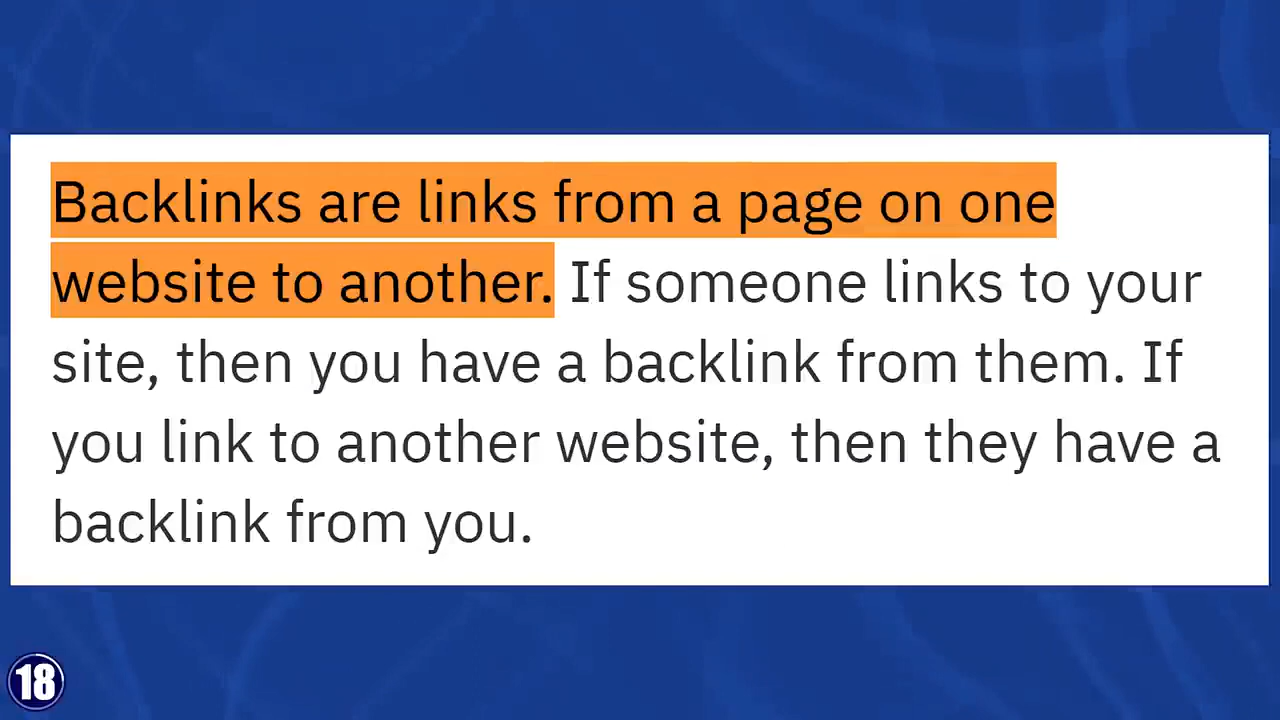 Backlinks are links from a page on one
website to another. If someone links to your
site, then you have a backlink from them. If
you link to another website, then they have a
backlink from you.
18